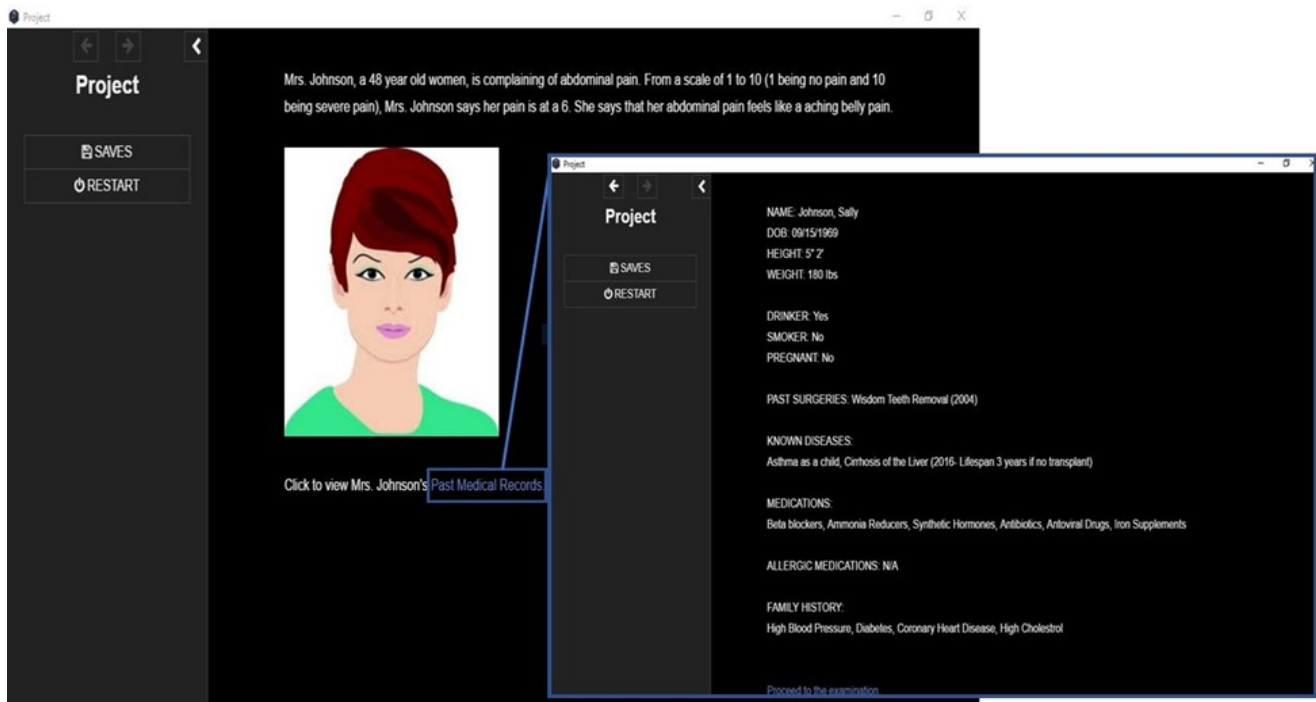 Project
Project
SAVES
RESTART
Mrs. Johnson, a 48 year old women, is complaining of abdominal pain. From a scale of 1 to 10 (1 being no pain and 10
being severe pain), Mrs. Johnson says her pain is at a 6. She says that her abdominal pain feels like a aching belly pain.
Click to view Mrs. Johnson's Past Medical Records.
Project
Project
SAVES
RESTART
NAME: Johnson, Sally
DOB: 09/15/1969
HEIGHT: 5" 2'
WEIGHT: 180 lbs
DRINKER: Yes
SMOKER: No
PREGNANT: No
PAST SURGERIES: Wisdom Teeth Removal (2004)
KNOWN DISEASES:
Asthma as a child, Cirrhosis of the Liver (2016- Lifespan 3 years if no transplant)
MEDICATIONS:
Beta blockers, Ammonia Reducers, Synthetic Hormones, Antibiotics, Antoviral Drugs, Iron Supplements
ALLERGIC MEDICATIONS: N/A
FAMILY HISTORY:
High Blood Pressure, Diabetes, Coronary Heart Disease, High Cholestrol
Proceed to the examination